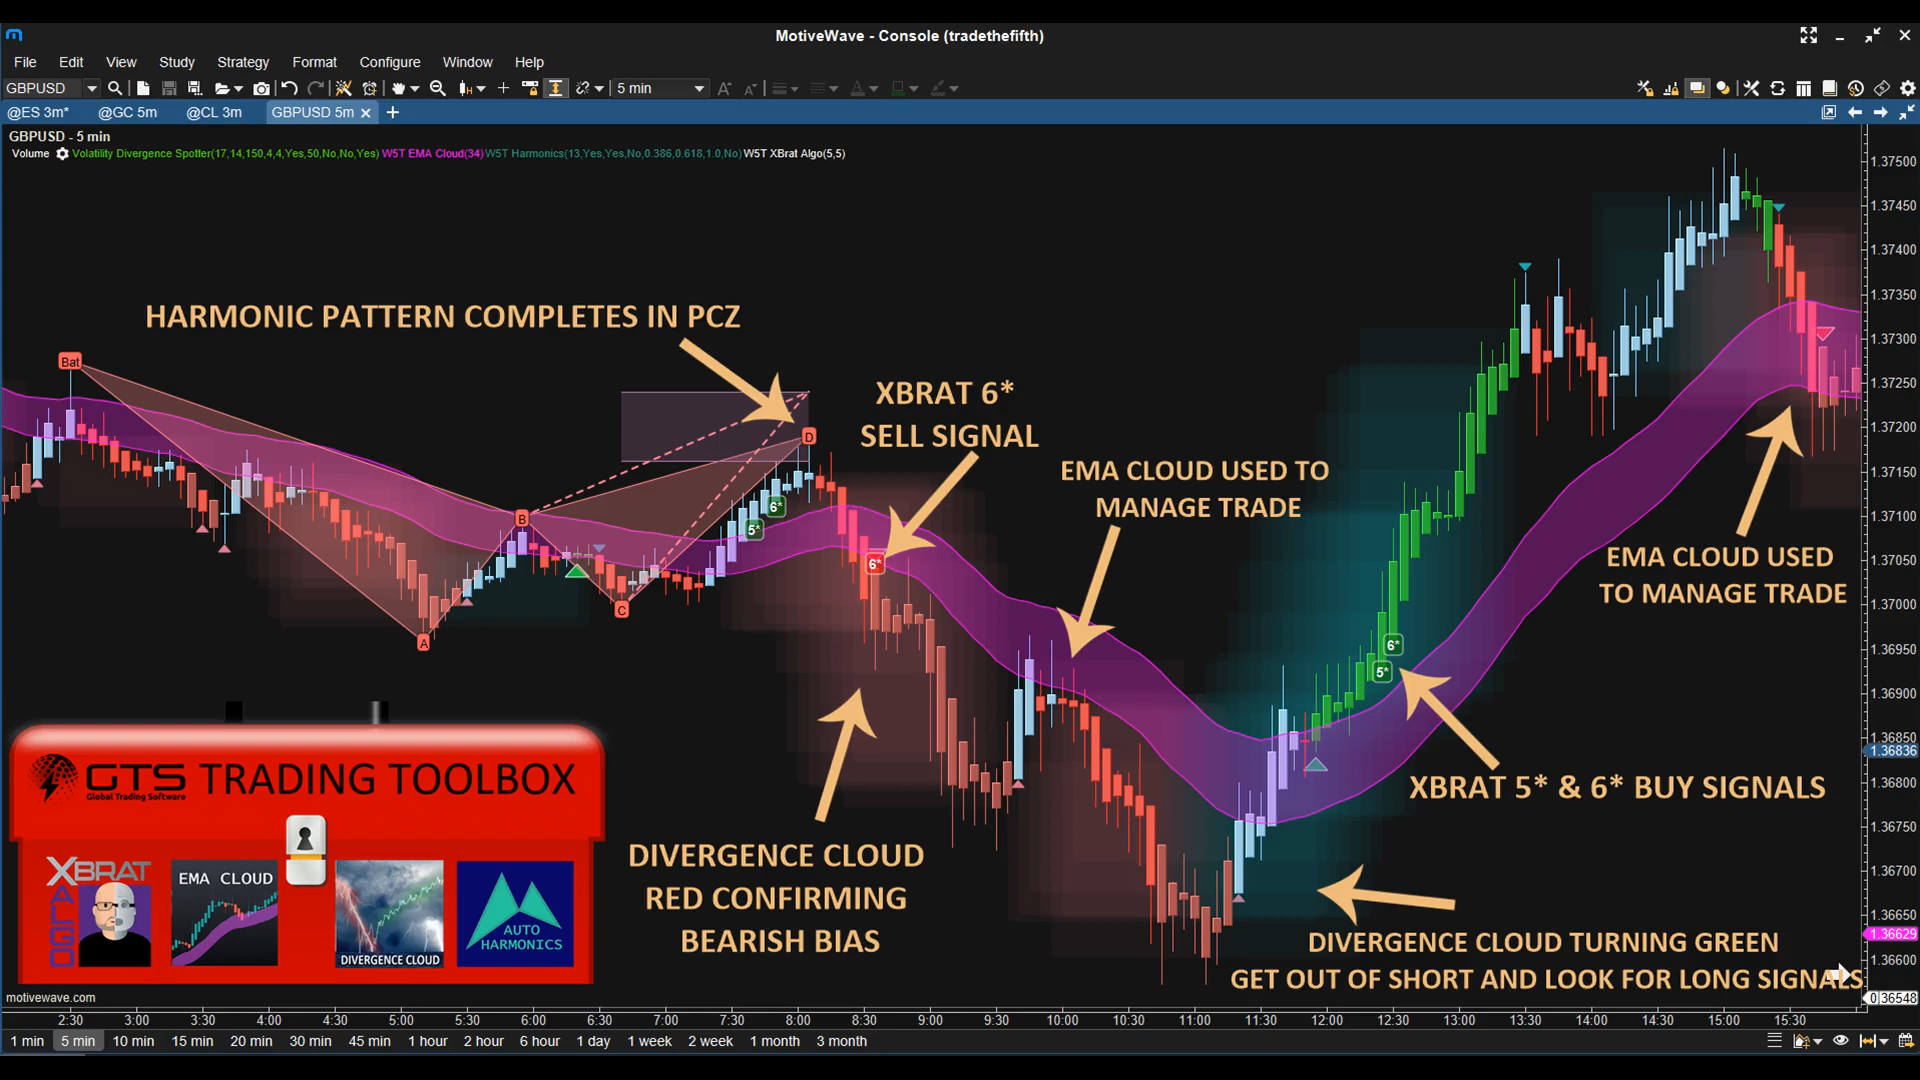 MotiveWave - Console (tradethefifth)
File Edit View Study Strategy Format Configure Window Help
GBPUSD 5 min
@ES 3m* @GC 5m @CL 3m GBPUSD 5m
GBPUSD - 5 min
Volume Volatility Divergence Spotter(17,14,150,4,4,Yes,50,No,No,Yes) W5T EMA Cloud(34) W5T Harmonics(13,Yes,Yes,No,0.386,0.618,1.0,No) W5T XBrat Algo(5,5)
1.37500
1.37450
1.37400
1.37350
1.37300
1.37250
1.37200
1.37150
1.37100
1.37050
1.37000
1.36950
1.36900
1.36850
1.36836
1.36800
1.36750
1.36700
1.36650
1.36629
1.36600
0.36548
HARMONIC PATTERN COMPLETES IN PCZ
Bat
A
B
C
D
5*
6*
XBRAT 6*
SELL SIGNAL
6*
EMA CLOUD USED TO
MANAGE TRADE
EMA CLOUD USED
TO MANAGE TRADE
6*
5*
XBRAT 5* & 6* BUY SIGNALS
DIVERGENCE CLOUD
RED CONFIRMING
BEARISH BIAS
DIVERGENCE CLOUD TURNING GREEN
GET OUT OF SHORT AND LOOK FOR LONG SIGNALS
GTS TRADING TOOLBOX
Global Trading Software
XBRAT
ALGO
EMA CLOUD
DIVERGENCE CLOUD
AUTO
HARMONICS
motivewave.com
2:30 3:00 3:30 4:00 4:30 5:00 5:30 6:00 6:30 7:00 7:30 8:00 8:30 9:00 9:30 10:00 10:30 11:00 11:30 12:00 12:30 13:00 13:30 14:00 14:30 15:00 15:30
1 min 5 min 10 min 15 min 20 min 30 min 45 min 1 hour 2 hour 6 hour 1 day 1 week 2 week 1 month 3 month